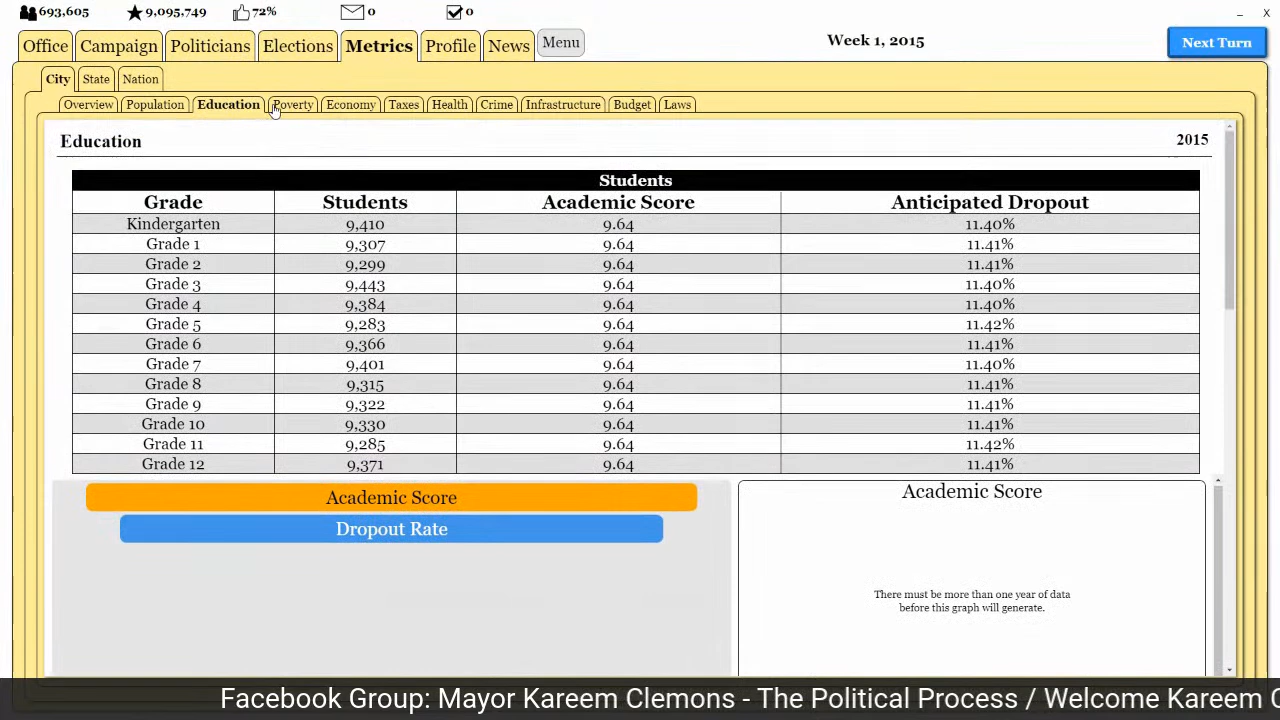 693,605 9,095,749 72% 0 0 _ X
Office Campaign Politicians Elections Metrics Profile News Menu Week 1, 2015 Next Turn
City State Nation
Overview Population Education Poverty Economy Taxes Health Crime Infrastructure Budget Laws
Education 2015
Students
Grade Students Academic Score Anticipated Dropout
Kindergarten 9,410 9.64 11.40%
Grade 1 9,307 9.64 11.41%
Grade 2 9,299 9.64 11.41%
Grade 3 9,443 9.64 11.40%
Grade 4 9,384 9.64 11.40%
Grade 5 9,283 9.64 11.42%
Grade 6 9,366 9.64 11.41%
Grade 7 9,401 9.64 11.40%
Grade 8 9,315 9.64 11.41%
Grade 9 9,322 9.64 11.41%
Grade 10 9,330 9.64 11.41%
Grade 11 9,285 9.64 11.42%
Grade 12 9,371 9.64 11.41%
Academic Score
Dropout Rate
Academic Score
There must be more than one year of data
before this graph will generate.
Facebook Group: Mayor Kareem Clemons - The Political Process / Welcome Kareem C